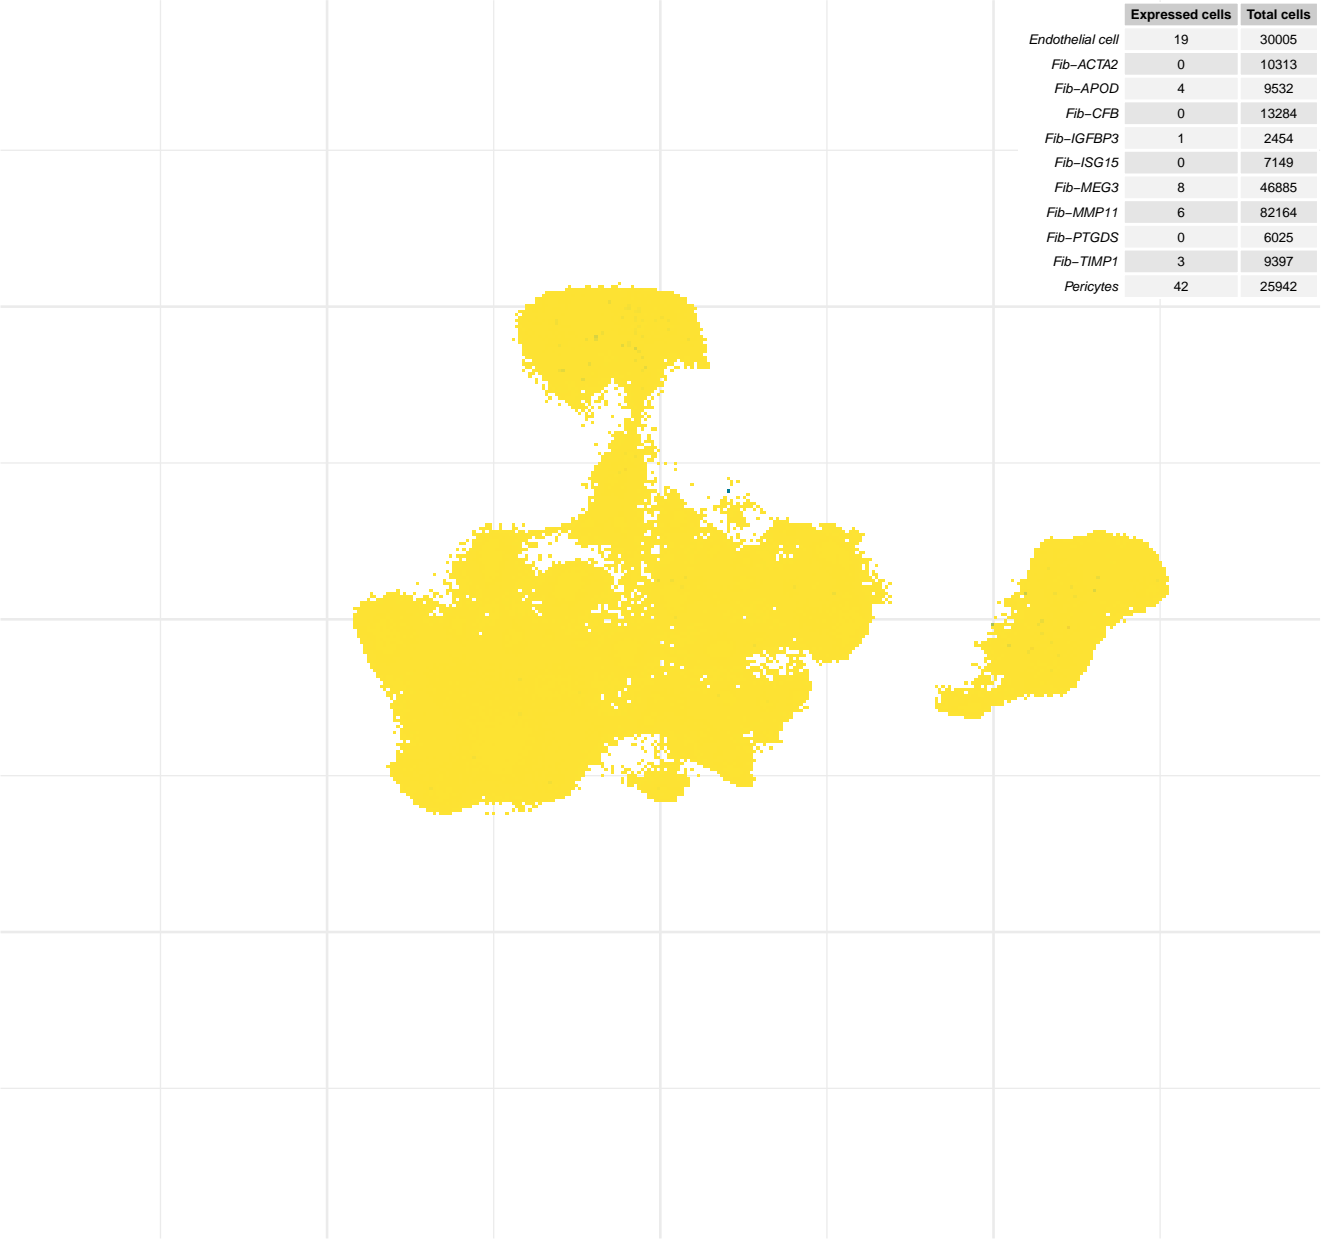 Expressed cells Total cells
Endothelial cell 19 30005
Fib−ACTA2 0 10313
Fib−APOD 4 9532
Fib−CFB 0 13284
Fib−IGFBP3 1 2454
Fib−ISG15 0 7149
Fib−MEG3 8 46885
Fib−MMP11 6 82164
Fib−PTGDS 0 6025
Fib−TIMP1 3 9397
Pericytes 42 25942